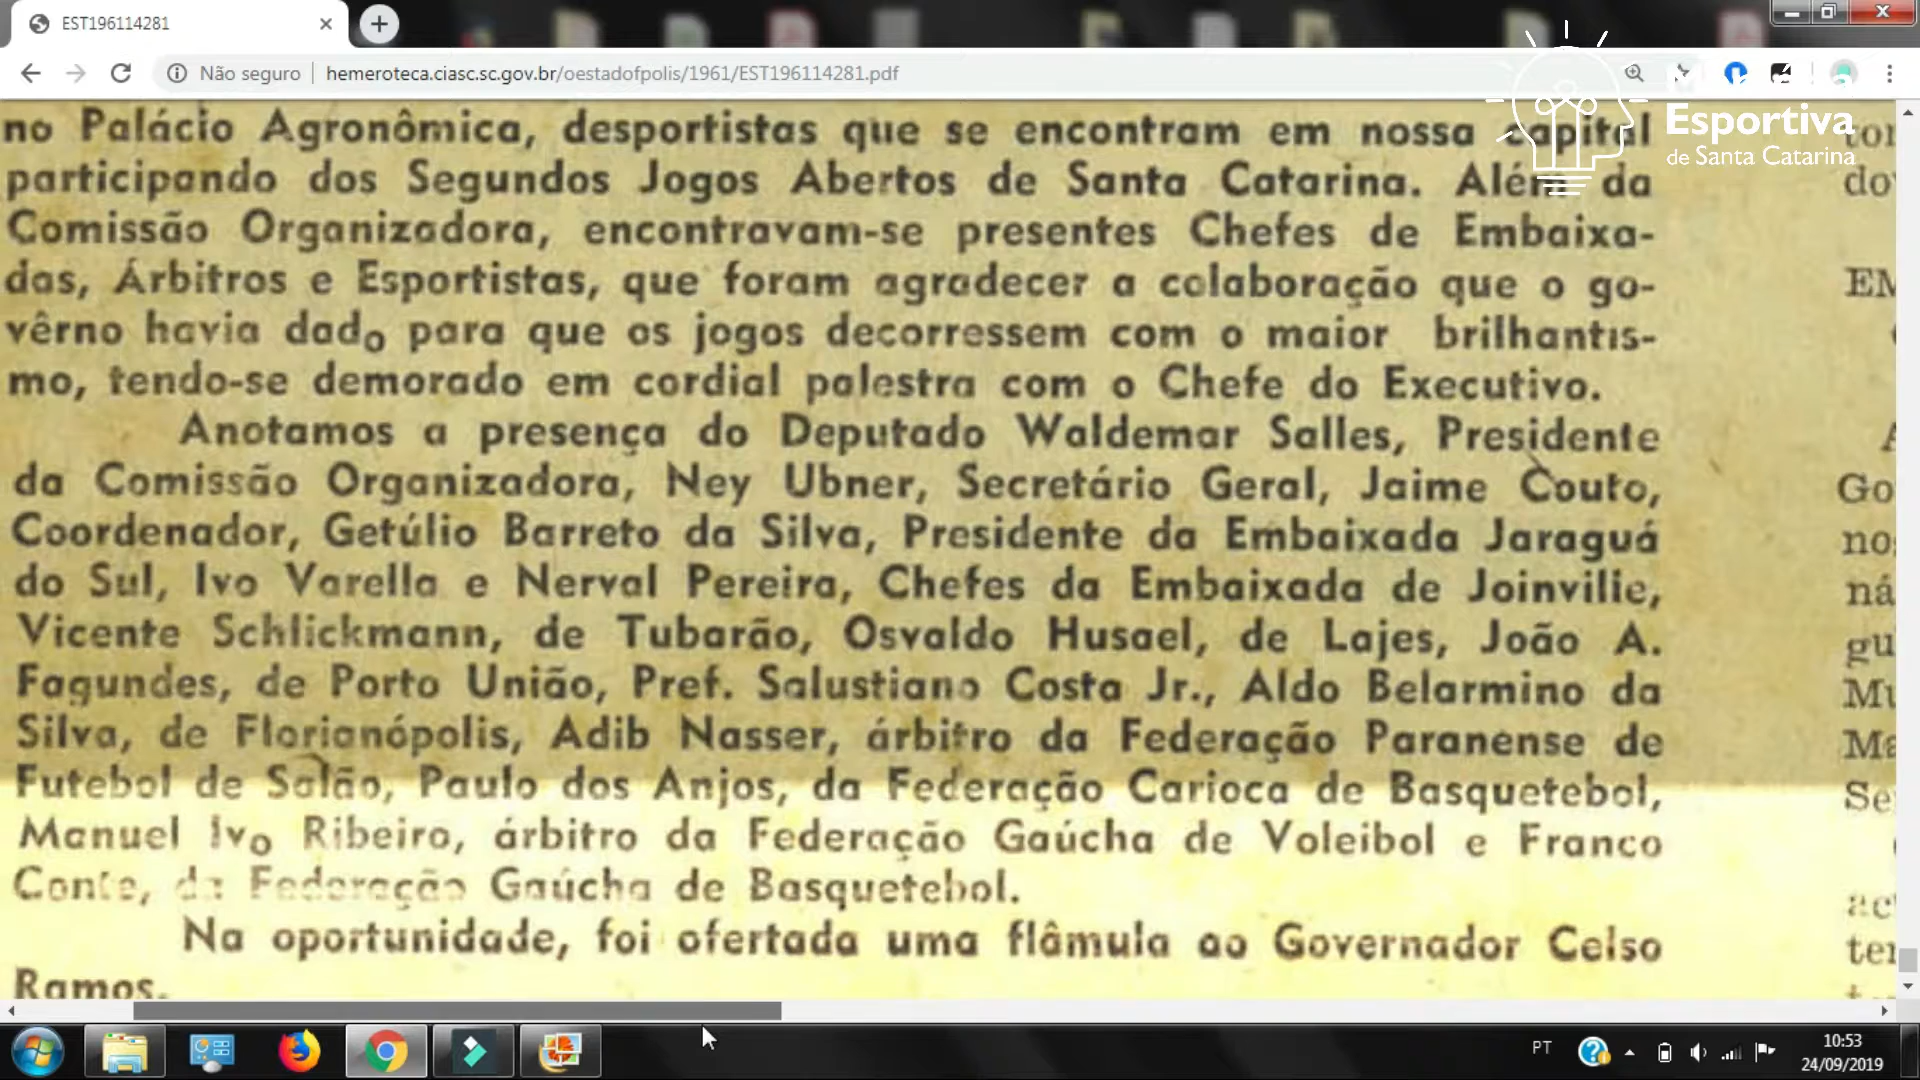 EST196114281
Não seguro
hemeroteca.ciasc.sc.gov.br/oestadofpolis/1961/EST196114281.pdf
Esportiva
de Santa Catarina
no Palácio Agronômica, desportistas que se encontram em nossa capital
participando dos Segundos Jogos Abertos de Santa Catarina. Além da
Comissão Organizadora, encontravam-se presentes Chefes de Embaixa-
das, Árbitros e Esportistas, que foram agradecer a colaboração que o go-
vêrno havia dado para que os jogos decorressem com o maior brilhantis-
mo, tendo-se demorado em cordial palestra com o Chefe do Executivo.
Anotamos a presença do Deputado Waldemar Salles, Presidente
da Comissão Organizadora, Ney Ubner, Secretário Geral, Jaime Couto,
Coordenador, Getúlio Barreto da Silva, Presidente da Embaixada Jaraguá
do Sul, Ivo Varella e Nerval Pereira, Chefes da Embaixada de Joinville,
Vicente Schlickmann, de Tubarão, Osvaldo Husael, de Lajes, João A.
Fagundes, de Porto União, Pref. Salustiano Costa Jr., Aldo Belarmino da
Silva, de Florianópolis, Adib Nasser, árbitro da Federação Paranense de
Futebol de Salão, Paulo dos Anjos, da Federação Carioca de Basquetebol,
Manuel Ivo Ribeiro, árbitro da Federação Gaúcha de Voleibol e Franco
Conte, da Federação Gaúcha de Basquetebol.
Na oportunidade, foi ofertada uma flâmula ao Governador Celso
Ramos.
PT
10:53
24/09/2019